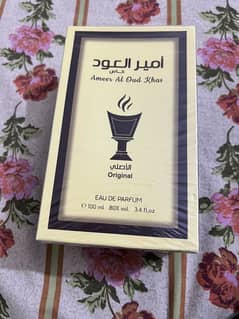 أمير العود
خاص
Ameer Al Oud Khas
الأصلي
Original
EAU DE PARFUM
℮ 100 ml . 80% vol. 3.4 fl.oz